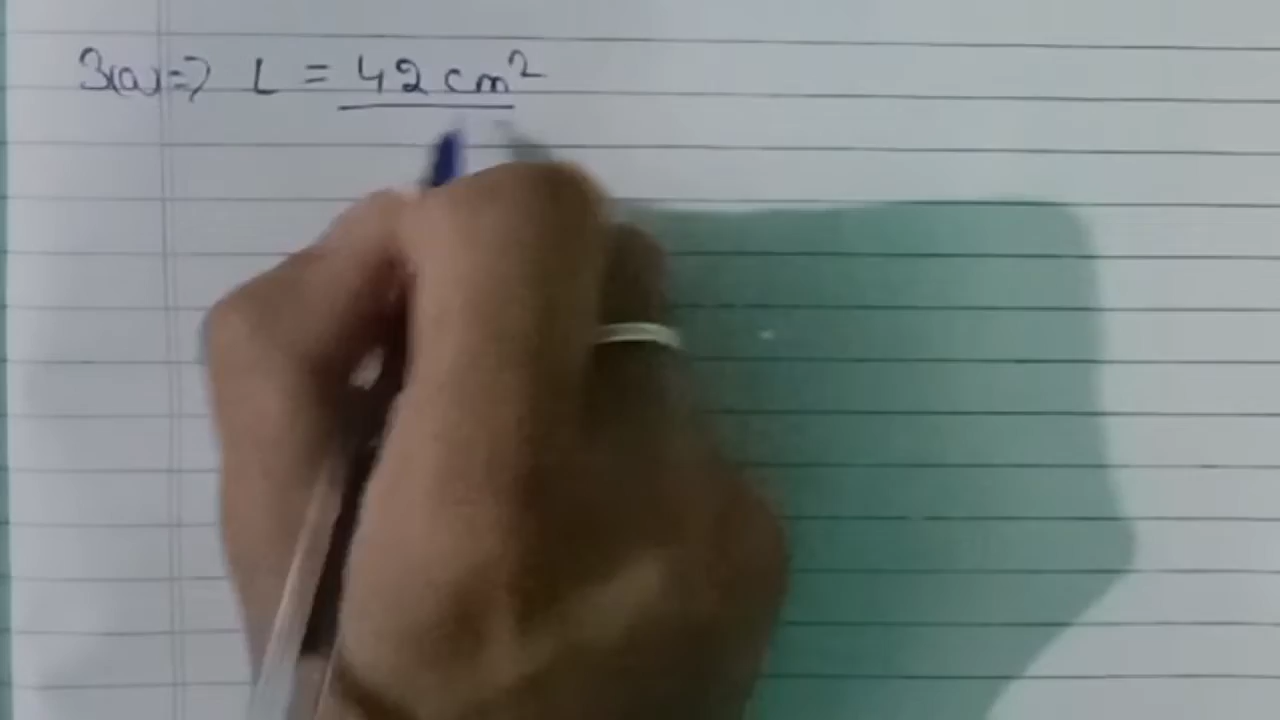 3(a) => L = 42 cm²